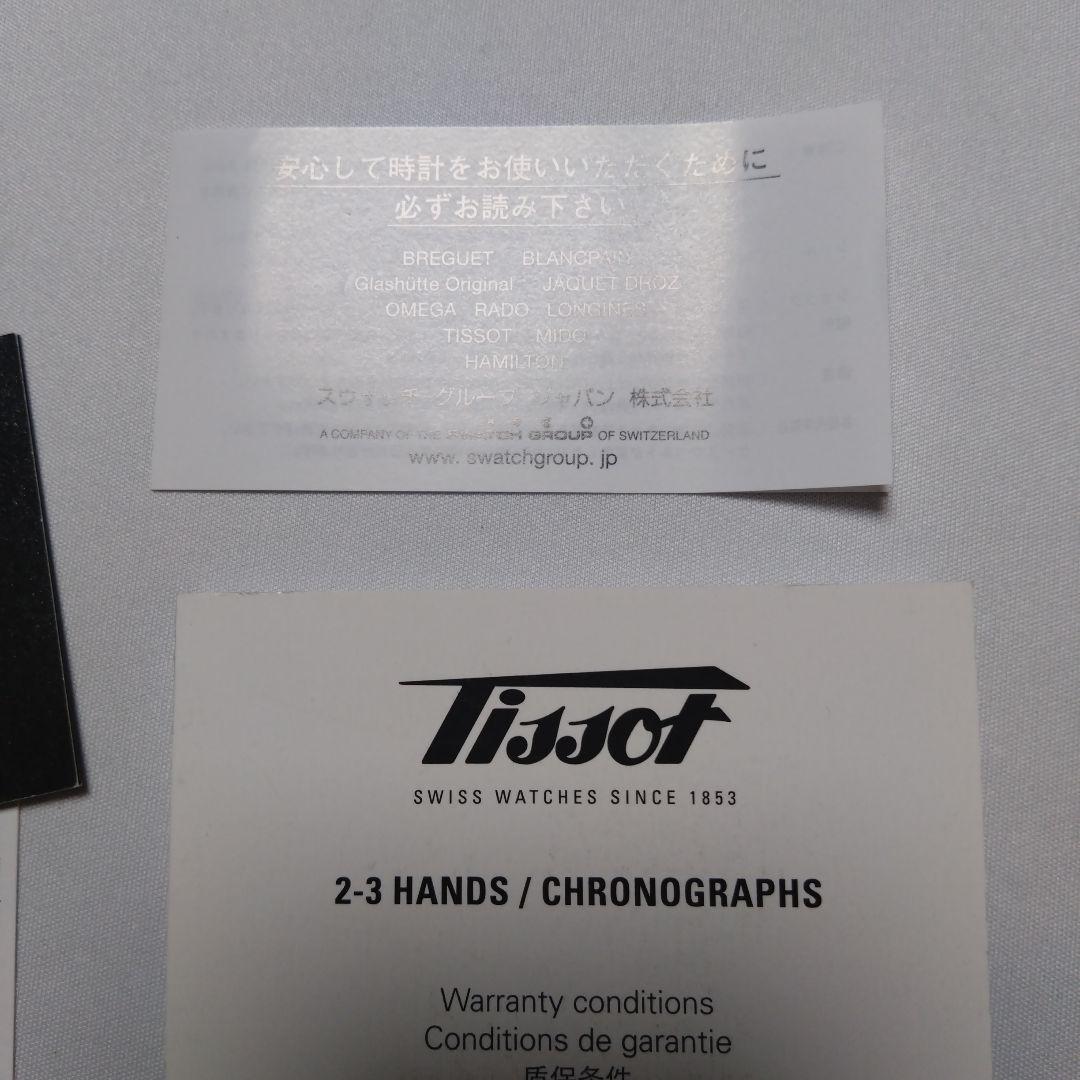 安心して時計をお使いいただくために
必ずお読み下さい
BREGUET BLANCPAIN
Glashütte Original JAQUET DROZ
OMEGA RADO LONGINES
TISSOT MIDO
HAMILTON
スウォッチ グループ ジャパン 株式会社
A COMPANY OF THE SWATCH GROUP OF SWITZERLAND
www. swatchgroup. jp
Tissot
SWISS WATCHES SINCE 1853
2-3 HANDS / CHRONOGRAPHS
Warranty conditions
Conditions de garantie
质保条件